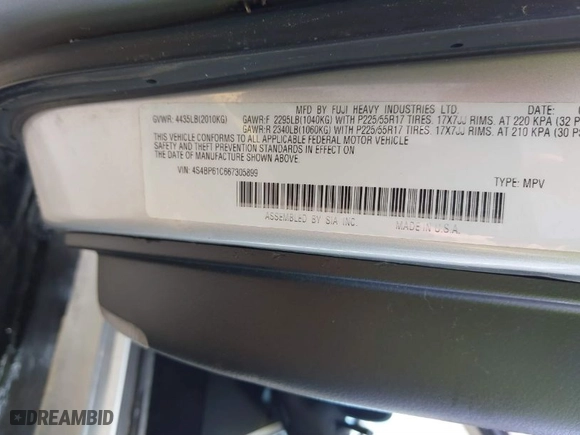 MFD BY FUJI HEAVY INDUSTRIES LTD.
GVWR: 4435LB(2010KG) GAWR:F 2295LB(1040KG) WITH P225/55R17 TIRES. 17X7JJ RIMS. AT 220 KPA (32
GAWR:R 2340LB(1060KG) WITH P225/55R17 TIRES. 17X7JJ RIMS. AT 210 KPA (30
THIS VEHICLE CONFORMS TO ALL APPLICABLE FEDERAL MOTOR VEHICLE
SAFETY AND THEFT PREVENTION STANDARDS IN EFFECT ON
THE DATE OF MANUFACTURE SHOWN ABOVE.
VIN: 4S4BP61C667305899 TYPE: MPV
ASSEMBLED BY SIA INC. MADE IN U.S.A.
DREAMBID